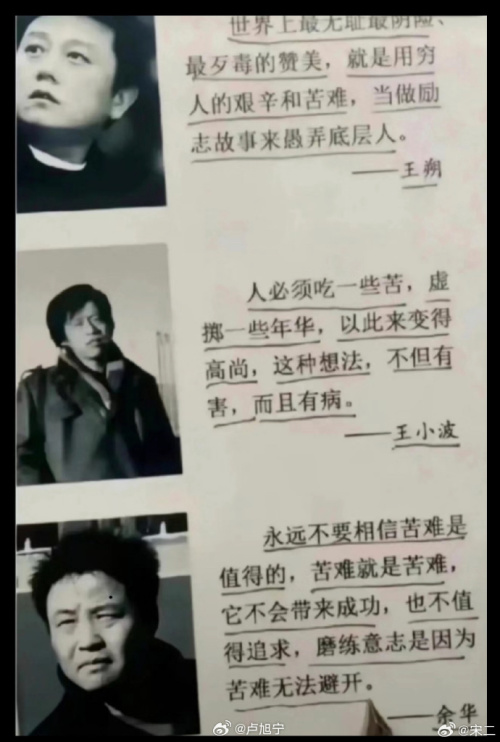 世界上最无耻最阴险、
最歹毒的赞美，就是用穷
人的艰辛和苦难，当做励
志故事来愚弄底层人。
——王朔
人必须吃一些苦，虚
掷一些年华，以此来变得
高尚，这种想法，不但有
害，而且有病。
——王小波
永远不要相信苦难是
值得的，苦难就是苦难，
它不会带来成功，也不值
得追求，磨练意志是因为
苦难无法避开。
——余华
@卢旭宁
@宋二